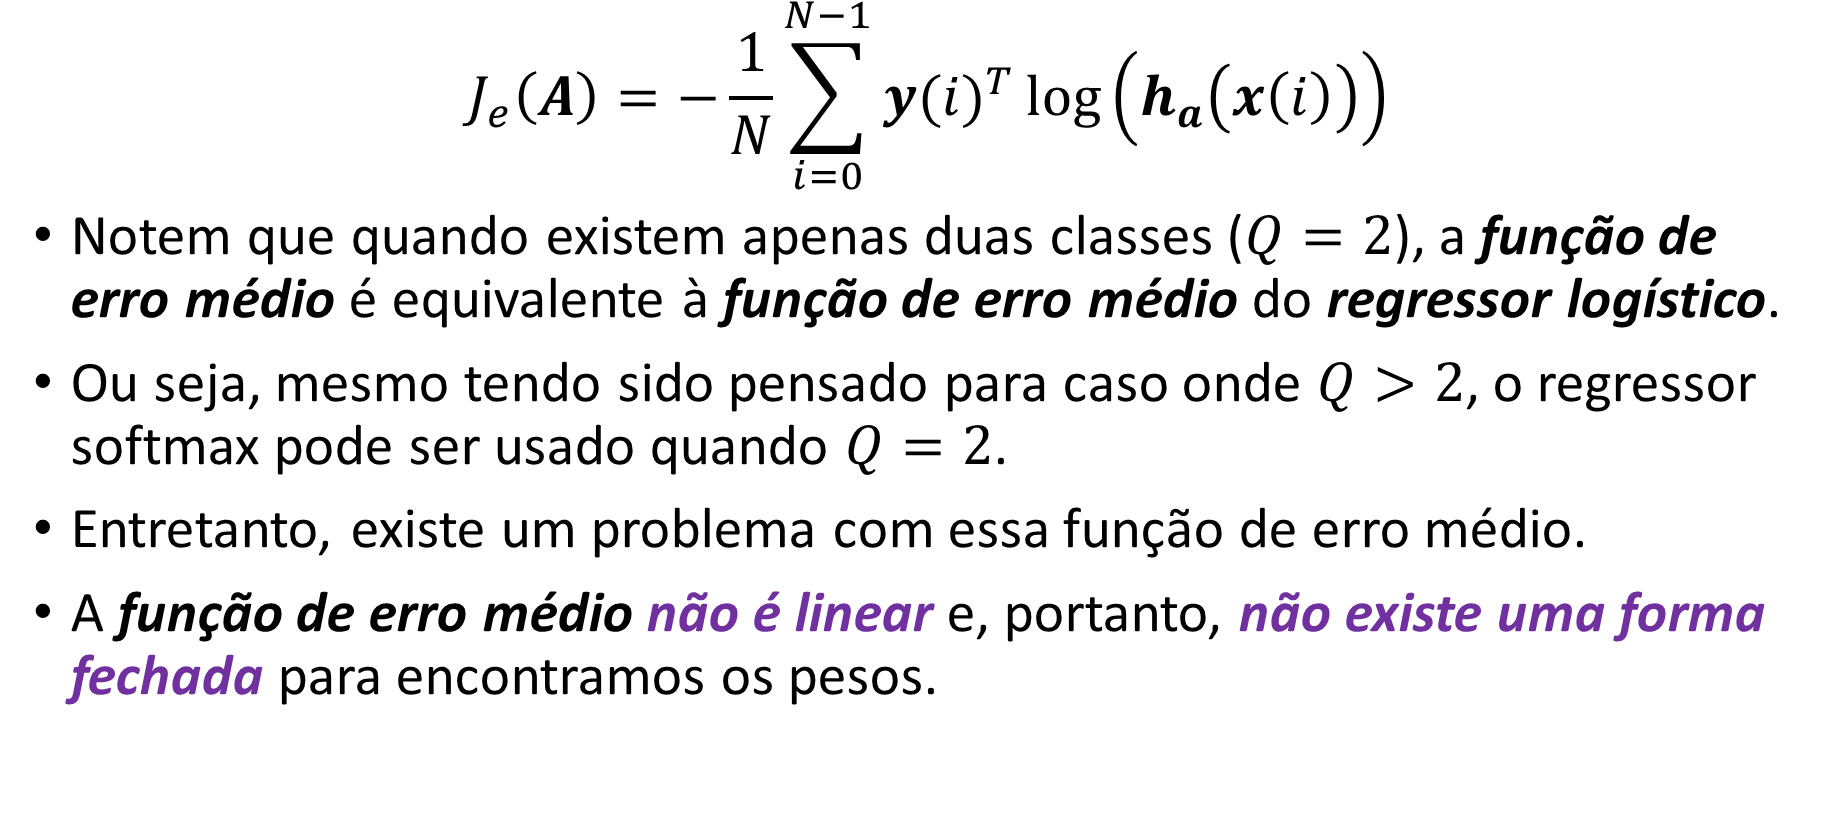 J_e(A) = −1/N ∑_{i=0}^{N−1} y(i)^T log(h_a(x(i)))
• Notem que quando existem apenas duas classes (Q = 2), a função de
erro médio é equivalente à função de erro médio do regressor logístico.
• Ou seja, mesmo tendo sido pensado para caso onde Q > 2, o regressor
softmax pode ser usado quando Q = 2.
• Entretanto, existe um problema com essa função de erro médio.
• A função de erro médio não é linear e, portanto, não existe uma forma
fechada para encontramos os pesos.